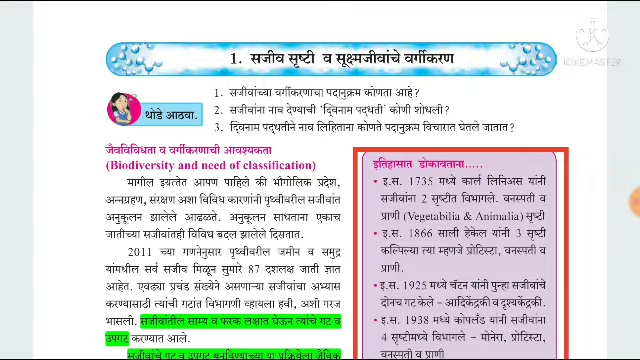 1. सजीव सृष्टी व सूक्ष्मजीवांचे वर्गीकरण
KINEMASTER
थोडे आठवा.
1. सजीवांच्या वर्गीकरणाचा पदानुक्रम कोणता आहे?
2. सजीवांना नाव देण्याची 'द्विनाम पद्धती' कोणी शोधली?
3. द्विनाम पद्धतीने नाव लिहिताना कोणते पदानुक्रम विचारात घेतले जातात?
जैवविविधता व वर्गीकरणाची आवश्यकता
(Biodiversity and need of classification)
मागील इयत्तेत आपण पाहिले की भौगोलिक प्रदेश,
अन्नग्रहण, संरक्षण अशा विविध कारणांनी पृथ्वीवरील सजीवांत
अनुकूलन झालेले आढळते. अनुकूलन साधताना एकाच
जातीच्या सजीवांतही विविध बदल झालेले दिसतात.
2011 च्या गणनेनुसार पृथ्वीवरील जमीन व समुद्र
यांमधील सर्व सजीव मिळून सुमारे 87 दशलक्ष जाती ज्ञात
आहेत. एवढ्या प्रचंड संख्येने असणाऱ्या सजीवांचा अभ्यास
करण्यासाठी त्यांची गटांत विभागणी व्हायला हवी, अशी गरज
भासली. सजीवांतील साम्य व फरक लक्षात घेऊन त्यांचे गट व
उपगट करण्यात आले.
सजीवांचे गट व उपगट बनविण्याच्या या प्रक्रियेला जैविक
इतिहासात डोकावताना.....
• इ.स. 1735 मध्ये कार्ल लिनिअस यांनी
सजीवांना 2 सृष्टीत विभागले. वनस्पती व
प्राणी (Vegetabilia & Animalia) सृष्टी
• इ.स. 1866 साली हेकेल यांनी 3 सृष्टी
कल्पिल्या त्या म्हणजे प्रोटिस्टा, वनस्पती व
प्राणी.
• इ.स. 1925 मध्ये चॅटन यांनी पुन्हा सजीवांचे
दोनच गट केले - आदिकेंद्रकी व दृश्यकेंद्रकी.
• इ.स. 1938 मध्ये कोपलँड यांनी सजीवांना
4 सृष्टींमध्ये विभागले - मोनेरा, प्रोटिस्टा,
वनस्पती व प्राणी